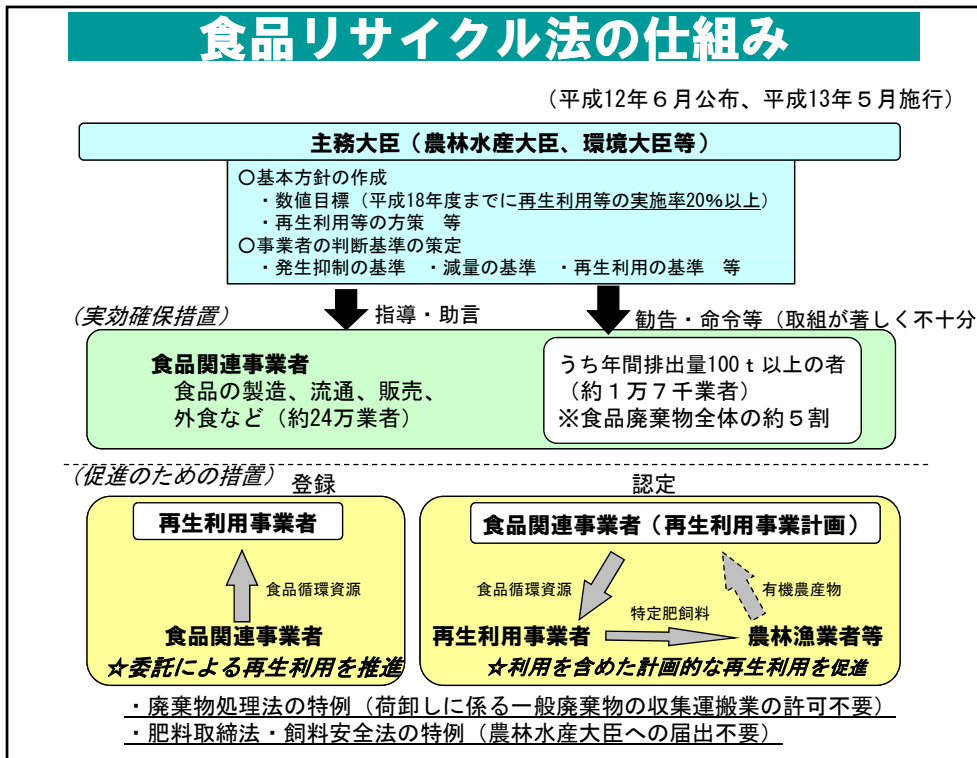 食品リサイクル法の仕組み
(平成12年6月公布、平成13年5月施行)
主務大臣(農林水産大臣、環境大臣等)
○基本方針の作成
・数値目標(平成18年度までに再生利用等の実施率20%以上)
・再生利用等の方策 等
○事業者の判断基準の策定
・発生抑制の基準 ・減量の基準 ・再生利用の基準 等
(実効確保措置)
指導・助言
勧告・命令等(取組が著しく不十分
食品関連事業者
食品の製造、流通、販売、
外食など(約24万業者)
うち年間排出量100t以上の者
(約1万7千業者)
※食品廃棄物全体の約5割
(促進のための措置)
登録
再生利用事業者
食品循環資源
食品関連事業者
☆委託による再生利用を推進
認定
食品関連事業者(再生利用事業計画)
食品循環資源
有機農産物
特定肥飼料
再生利用事業者
農林漁業者等
☆利用を含めた計画的な再生利用を促進
・廃棄物処理法の特例(荷卸しに係る一般廃棄物の収集運搬業の許可不要)
・肥料取締法・飼料安全法の特例(農林水産大臣への届出不要)